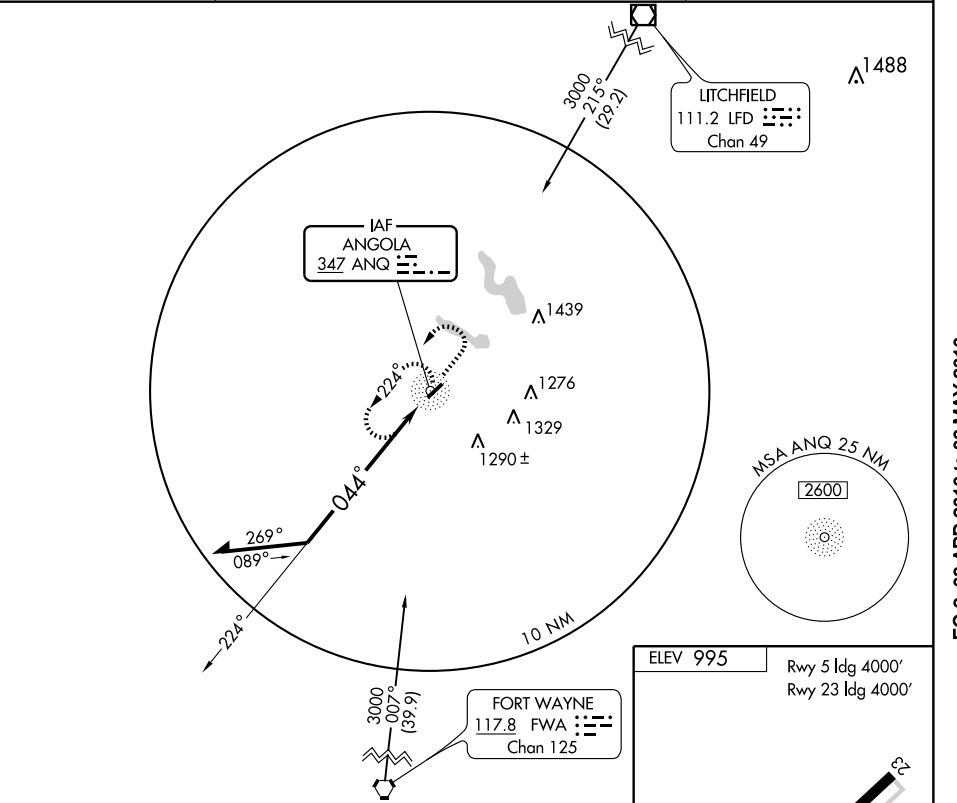 1488
LITCHFIELD
111.2 LFD
Chan 49
3000
215°
(29.2)
IAF
ANGOLA
347 ANQ
1439
1276
1329
1290 ±
224°
044°
269°
089°
224°
10 NM
MSA ANQ 25 NM
2600
3000
007°
(39.9)
FORT WAYNE
117.8 FWA
Chan 125
ELEV 995
Rwy 5 ldg 4000'
Rwy 23 ldg 4000'
23